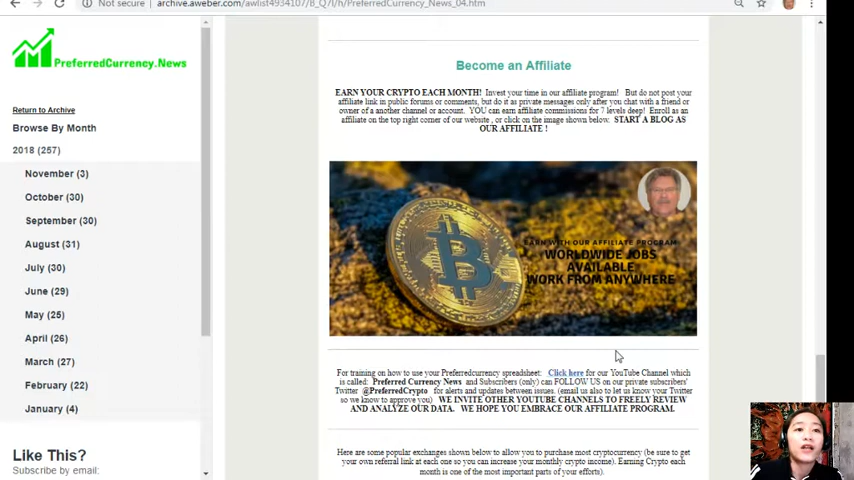 Not secure | archive.aweber.com/awlist4934107/B_Q7I/h/PreferredCurrency_News_04.htm
PreferredCurrency.News
Return to Archive
Browse By Month
2018 (257)
November (3)
October (30)
September (30)
August (31)
July (30)
June (29)
May (25)
April (26)
March (27)
February (22)
January (4)
Like This?
Subscribe by email:
Become an Affiliate
EARN YOUR CRYPTO EACH MONTH! Invest your time in our affiliate program! But do not post your
affiliate link in public forums or comments, but do it as private messages only after you chat with a friend or
owner of a another channel or account. YOU can earn affiliate commissions for 7 levels deep! Enroll as an
affiliate on the top right corner of our website , or click on the image shown below. START A BLOG AS
OUR AFFILIATE !
EARN WITH OUR AFFILIATE PROGRAM
WORLDWIDE JOBS
AVAILABLE
WORK FROM ANYWHERE
For training on how to use your Preferredcurrency spreadsheet: Click here for our YouTube Channel which
is called: Preferred Currency News and Subscribers (only) can FOLLOW US on our private subscribers'
Twitter @PreferredCrypto for alerts and updates between issues. (email us also to let us know your Twitter
so we know to approve you) WE INVITE OTHER YOUTUBE CHANNELS TO FREELY REVIEW
AND ANALYZE OUR DATA. WE HOPE YOU EMBRACE OUR AFFILIATE PROGRAM.
Here are some popular exchanges shown below to allow you to purchase most cryptocurrency (be sure to get
your own referral link at each one so you can increase your monthly crypto income). Earning Crypto each
month is one of the most important parts of your efforts).